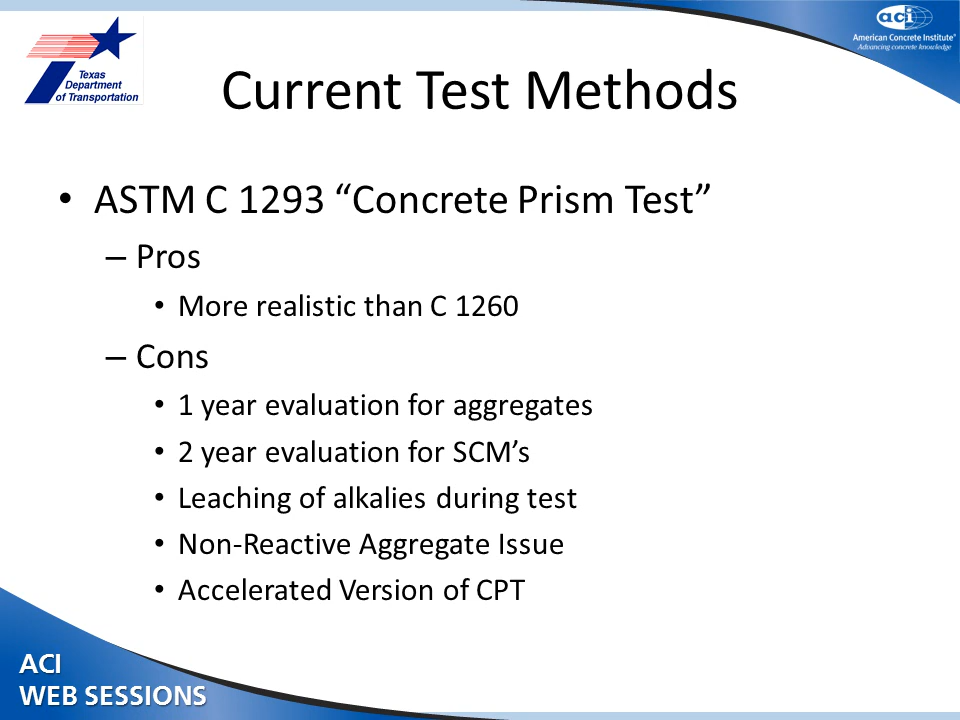 Texas
Department
of Transportation
aci
American Concrete Institute®
Advancing concrete knowledge
Current Test Methods
• ASTM C 1293 “Concrete Prism Test”
– Pros
• More realistic than C 1260
– Cons
• 1 year evaluation for aggregates
• 2 year evaluation for SCM’s
• Leaching of alkalies during test
• Non-Reactive Aggregate Issue
• Accelerated Version of CPT
ACI
WEB SESSIONS